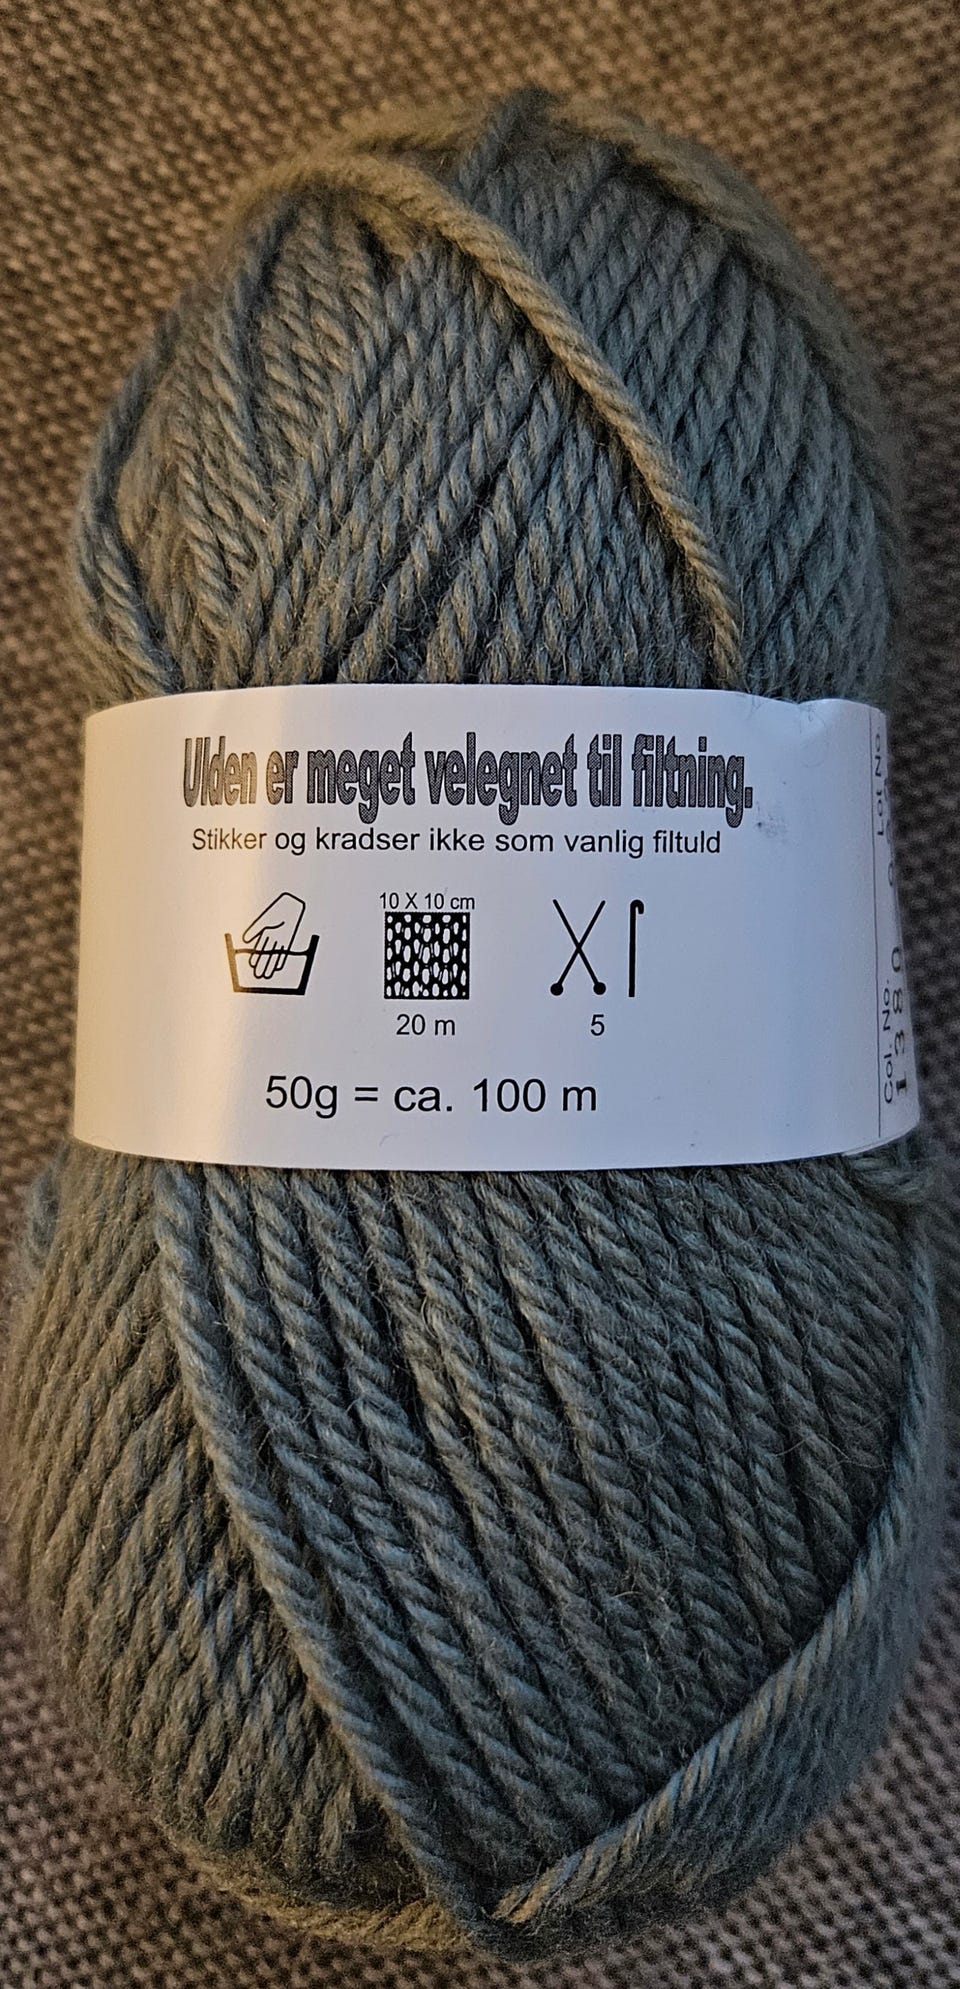 Ulden er meget velegnet til filtning.
Stikker og kradser ikke som vanlig filtuld
10 X 10 cm
20 m
5
50g = ca. 100 m
Lot No.
Col. No.
1380